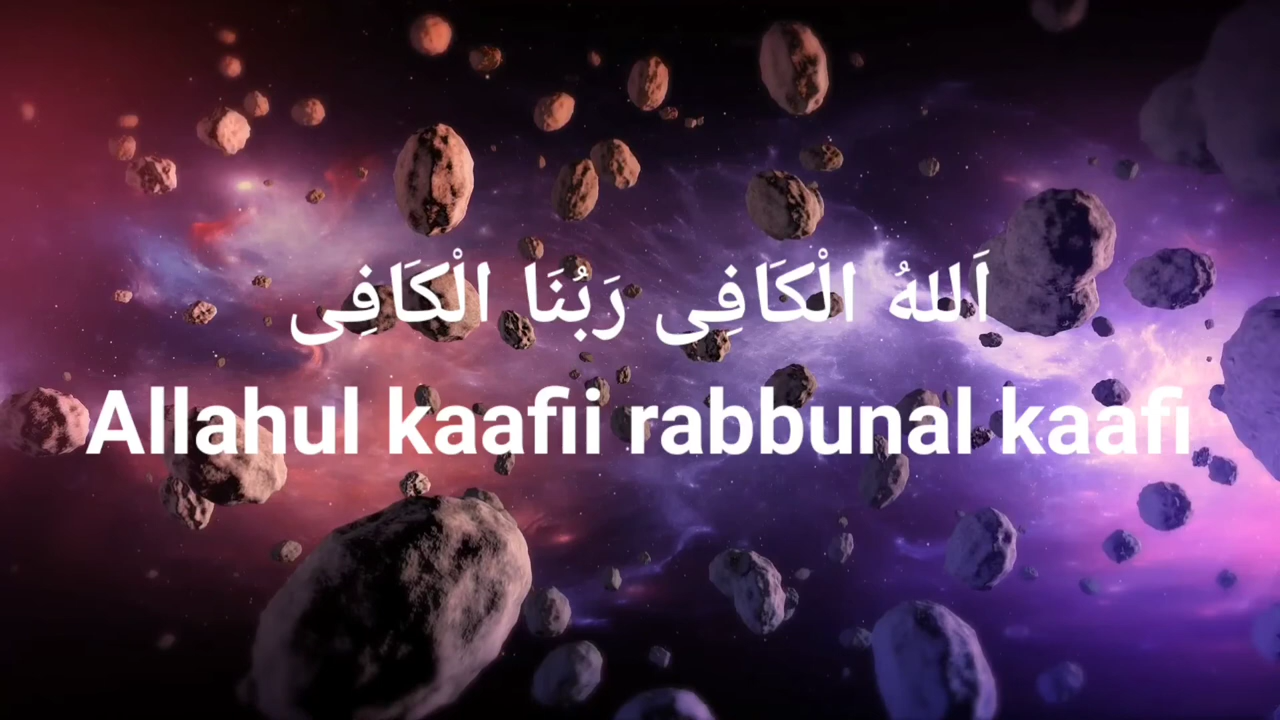 اَللهُ الْكَافِى رَبُنَا الْكَافِى
Allahul kaafii rabbunal kaafi